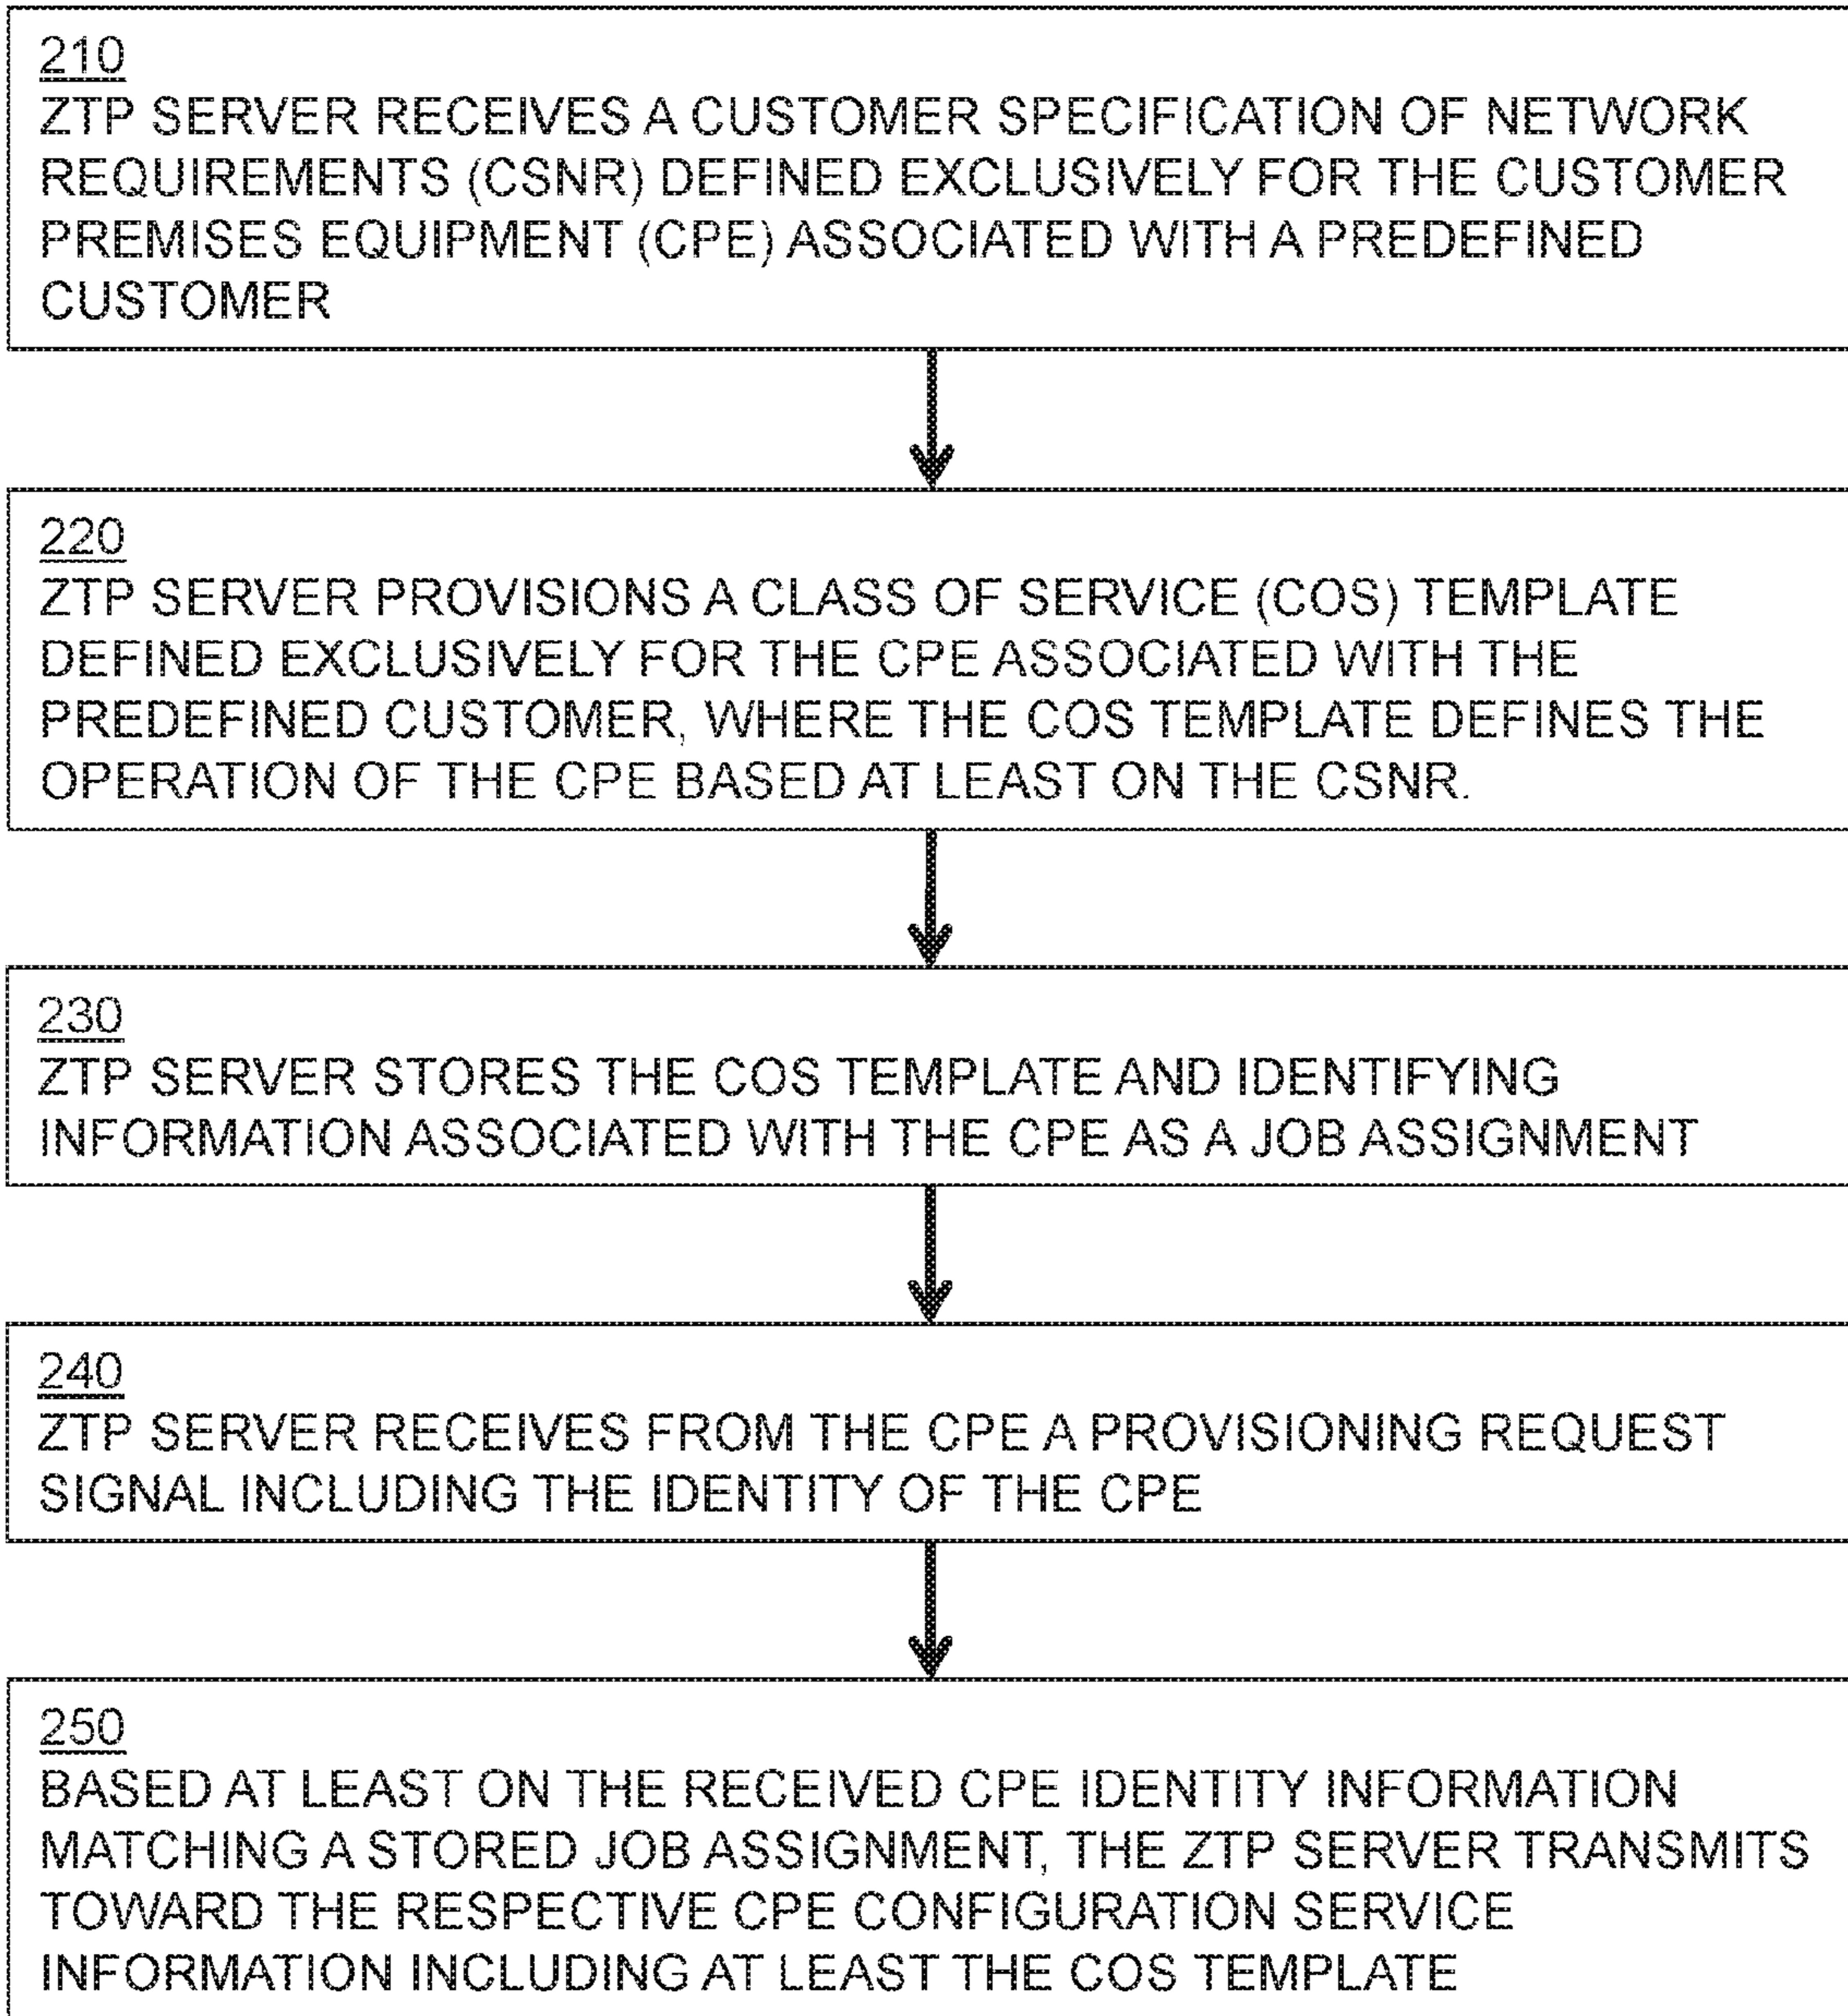 210
ZTP SERVER RECEIVES A CUSTOMER SPECIFICATION OF NETWORK
REQUIREMENTS (CSNR) DEFINED EXCLUSIVELY FOR THE CUSTOMER
PREMISES EQUIPMENT (CPE) ASSOCIATED WITH A PREDEFINED
CUSTOMER
220
ZTP SERVER PROVISIONS A CLASS OF SERVICE (COS) TEMPLATE
DEFINED EXCLUSIVELY FOR THE CPE ASSOCIATED WITH THE
PREDEFINED CUSTOMER, WHERE THE COS TEMPLATE DEFINES THE
OPERATION OF THE CPE BASED AT LEAST ON THE CSNR.
230
ZTP SERVER STORES THE COS TEMPLATE AND IDENTIFYING
INFORMATION ASSOCIATED WITH THE CPE AS A JOB ASSIGNMENT
240
ZTP SERVER RECEIVES FROM THE CPE A PROVISIONING REQUEST
SIGNAL INCLUDING THE IDENTITY OF THE CPE
250
BASED AT LEAST ON THE RECEIVED CPE IDENTITY INFORMATION
MATCHING A STORED JOB ASSIGNMENT, THE ZTP SERVER TRANSMITS
TOWARD THE RESPECTIVE CPE CONFIGURATION SERVICE
INFORMATION INCLUDING AT LEAST THE COS TEMPLATE